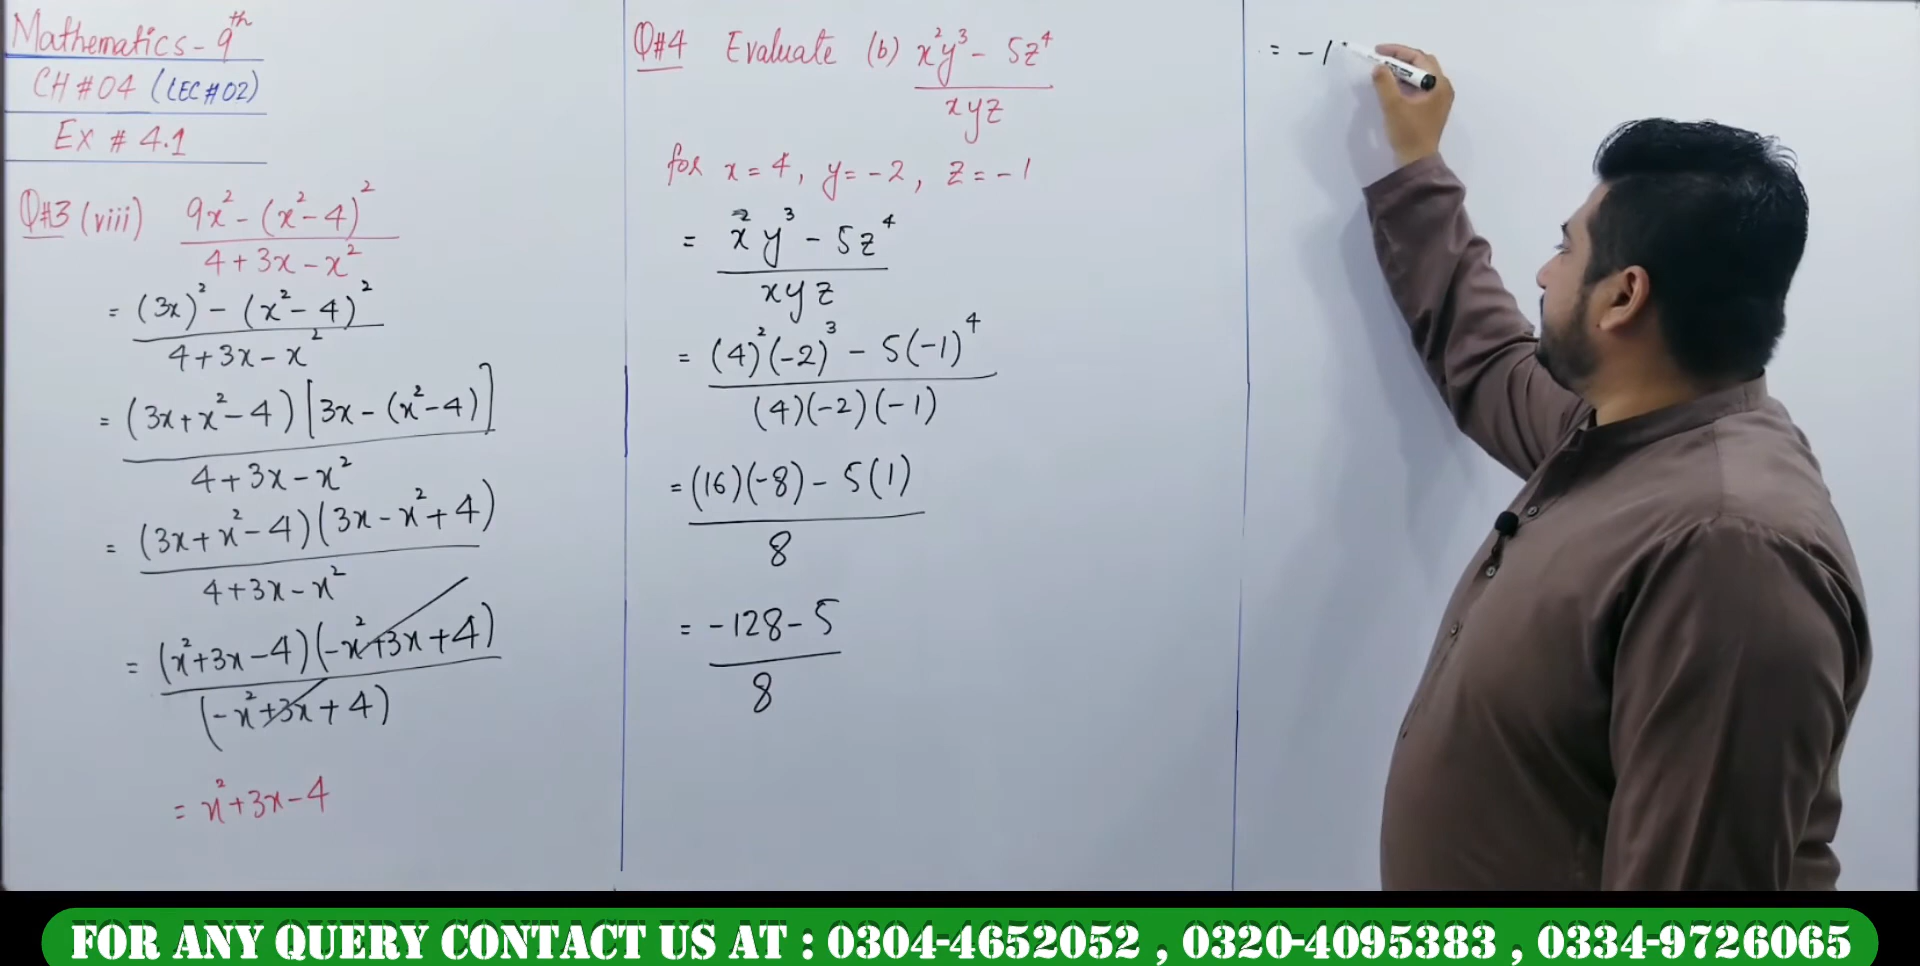 Mathematics - 9th
CH # 04 (LEC # 02)
Ex # 4.1
Q#3 (viii) 9x² - (x² - 4)²
4 + 3x - x²
= (3x)² - (x² - 4)²
4 + 3x - x²
= (3x + x² - 4) [3x - (x² - 4)]
4 + 3x - x²
= (3x + x² - 4) (3x - x² + 4)
4 + 3x - x²
= (x² + 3x - 4) (-x² + 3x + 4)
(-x² + 3x + 4)
= x² + 3x - 4
Q#4 Evaluate (b) x²y³ - 5z⁴
xyz
for x = 4, y = -2, z = -1
= x²y³ - 5z⁴
xyz
= (4)²(-2)³ - 5(-1)⁴
(4)(-2)(-1)
= (16)(-8) - 5(1)
8
= -128 - 5
8
= -1
FOR ANY QUERY CONTACT US AT : 0304-4652052 , 0320-4095383 , 0334-9726065